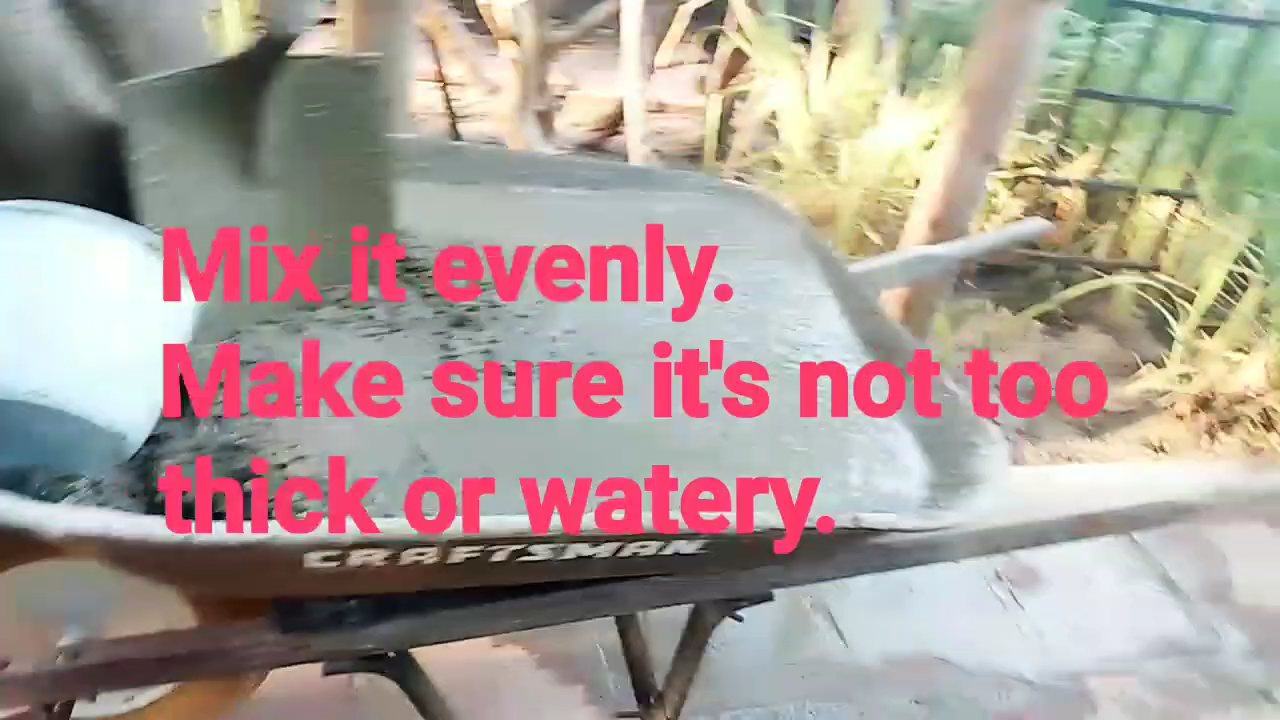 Mix it evenly.
Make sure it's not too
thick or watery.
CRAFTSMAN